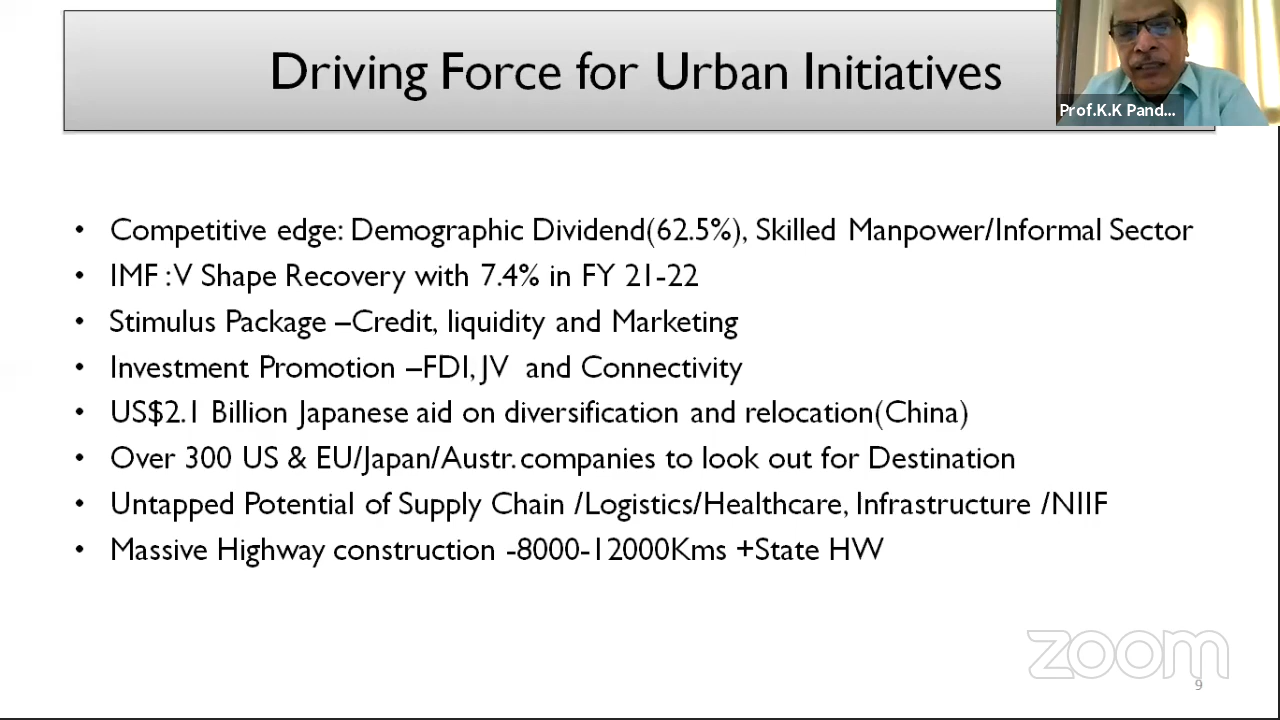 Driving Force for Urban Initiatives
Prof.K.K Pand...
• Competitive edge: Demographic Dividend(62.5%), Skilled Manpower/Informal Sector
• IMF :V Shape Recovery with 7.4% in FY 21-22
• Stimulus Package –Credit, liquidity and Marketing
• Investment Promotion –FDI, JV and Connectivity
• US$2.1 Billion Japanese aid on diversification and relocation(China)
• Over 300 US & EU/Japan/Austr. companies to look out for Destination
• Untapped Potential of Supply Chain /Logistics/Healthcare, Infrastructure /NIIF
• Massive Highway construction -8000-12000Kms +State HW
zoom
9